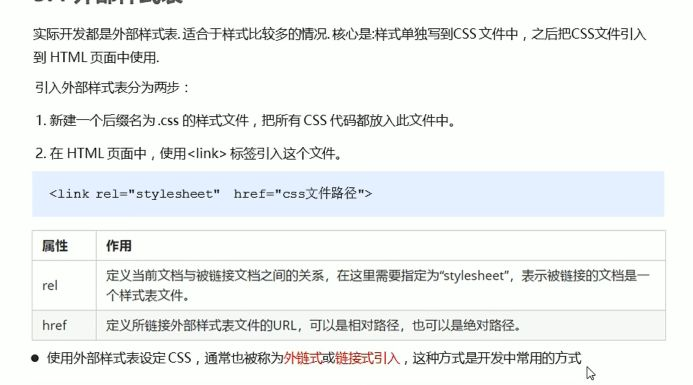 实际开发都是外部样式表. 适合于样式比较多的情况. 核心是:样式单独写到CSS 文件中，之后把CSS文件引入
到 HTML 页面中使用.
引入外部样式表分为两步：
1. 新建一个后缀名为 .css 的样式文件，把所有 CSS 代码都放入此文件中。
2. 在 HTML 页面中，使用<link> 标签引入这个文件。
<link rel="stylesheet"  href="css文件路径">
属性 作用
rel 定义当前文档与被链接文档之间的关系，在这里需要指定为“stylesheet”，表示被链接的文档是一
个样式表文件。
href 定义所链接外部样式表文件的URL，可以是相对路径，也可以是绝对路径。
● 使用外部样式表设定 CSS，通常也被称为外链式或链接式引入，这种方式是开发中常用的方式